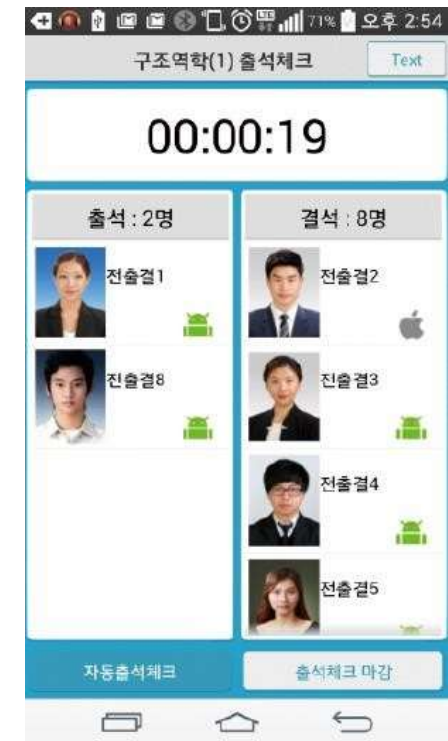 71% 오후 2:54
구조역학(1) 출석체크
Text
00:00:19
출석 : 2명
전출결1
전출결8
결석 : 8명
전출결2
전출결3
전출결4
전출결5
자동출석체크
출석체크 마감